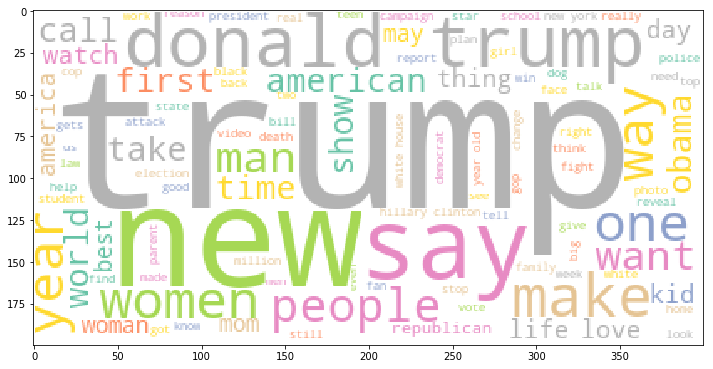 0
25
50
75
100
125
150
175
0
50
100
150
200
250
300
350
work
reason
president
real
teen
campaign
star
school
new york
really
call
donald trump
may
day
watch
report
plan
girl
police
cop
first
black
back
american
thing
win
dog
face
talk
need
top
america
trump
two
state
gets
attack
bill
show
change
way
obama
us
take
video
death
white house
democrat
year old
right
think
law
election
man
gop
fight
help
good
time
see
photo
student
reveal
year
world
best
new
say
hillary clinton
tell
give
one
parent
big
want
find
made
million
even
fan
family
week
white
stop
women
people
make
kid
vote
home
woman
got
know
mom
still
republican
life
love
look